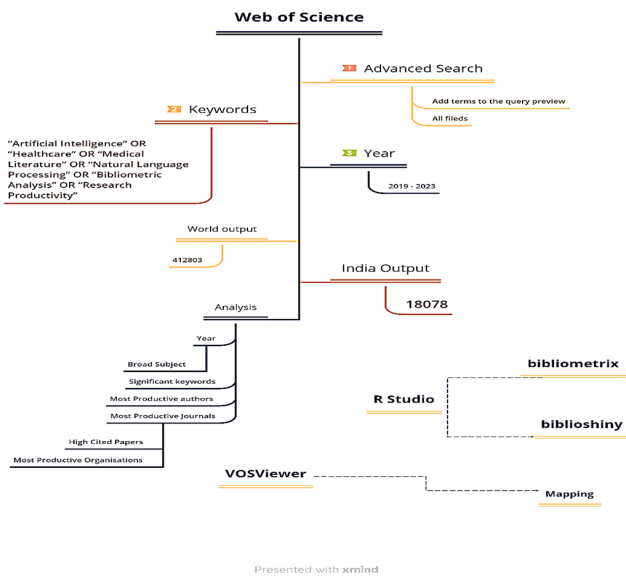 Web of Science
1 Advanced Search
Add terms to the query preview
All fileds
2 Keywords
“Artificial Intelligence” OR
“Healthcare” OR “Medical
Literature” OR “Natural Language
Processing” OR “Bibliometric
Analysis” OR “Research
Productivity”
3 Year
2019 - 2023
World output
412803
India Output
18078
Analysis
Year
Broad Subject
Significant keywords
Most Productive authors
Most Productive Journals
High Cited Papers
Most Productive Organisations
bibliometrix
R Studio
biblioshiny
VOSViewer
Mapping
Presented with xmind